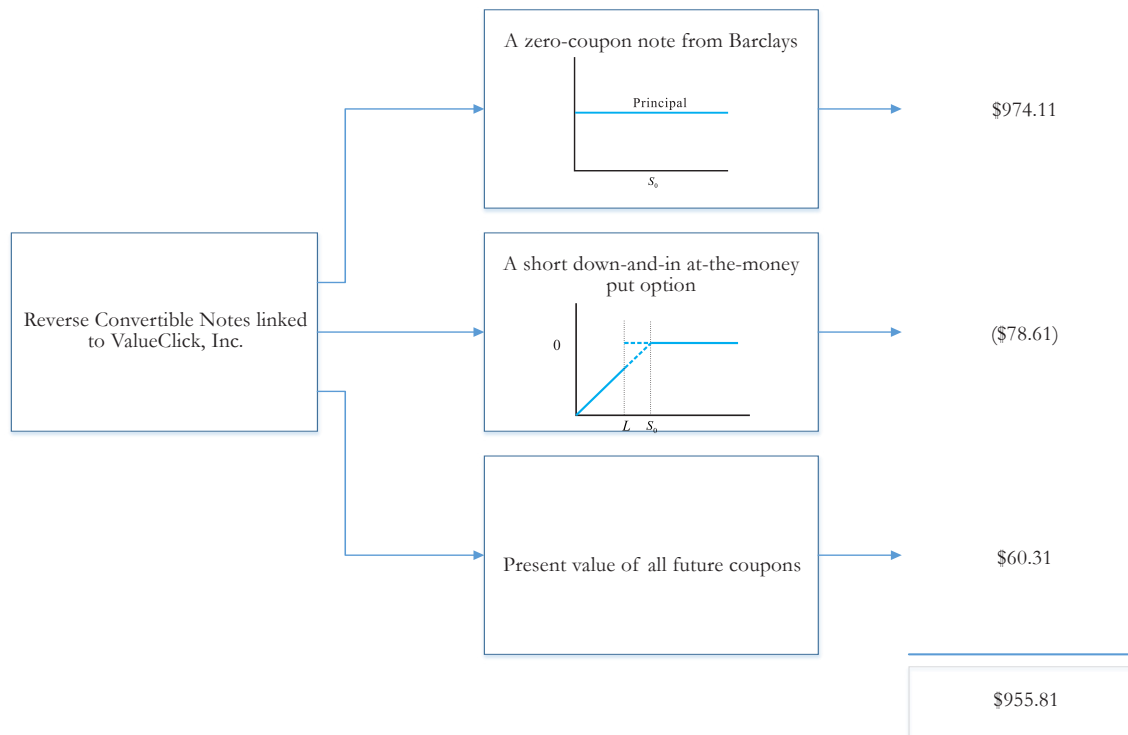 A zero-coupon note from Barclays
Principal
S₀
$974.11
Reverse Convertible Notes linked
to ValueClick, Inc.
A short down-and-in at-the-money
put option
0
L S₀
($78.61)
Present value of all future coupons
$60.31
$955.81